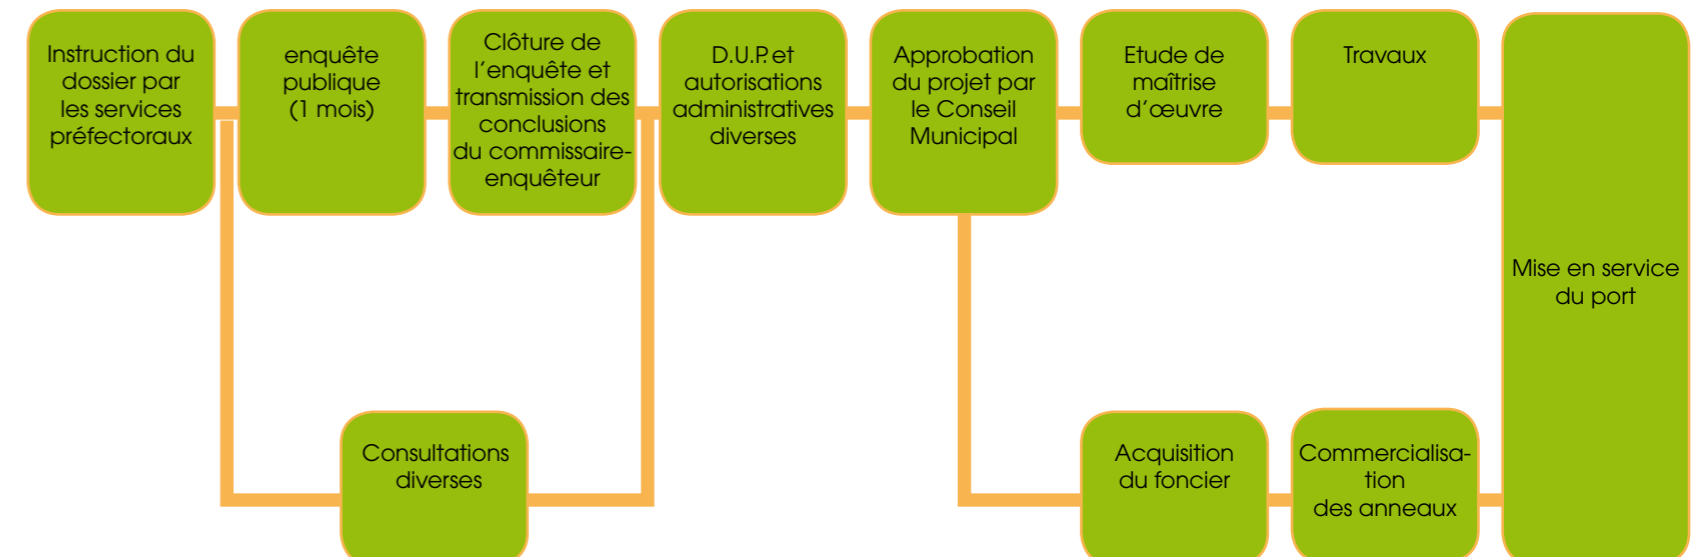 Instruction du
dossier par
les services
préfectoraux
enquête
publique
(1 mois)
Clôture de
l'enquête et
transmission des
conclusions
du commissaire-
enquêteur
D.U.P. et
autorisations
administratives
diverses
Approbation
du projet par
le Conseil
Municipal
Etude de
maîtrise
d'œuvre
Travaux
Mise en service
du port
Consultations
diverses
Acquisition
du foncier
Commercialisa-
tion
des anneaux